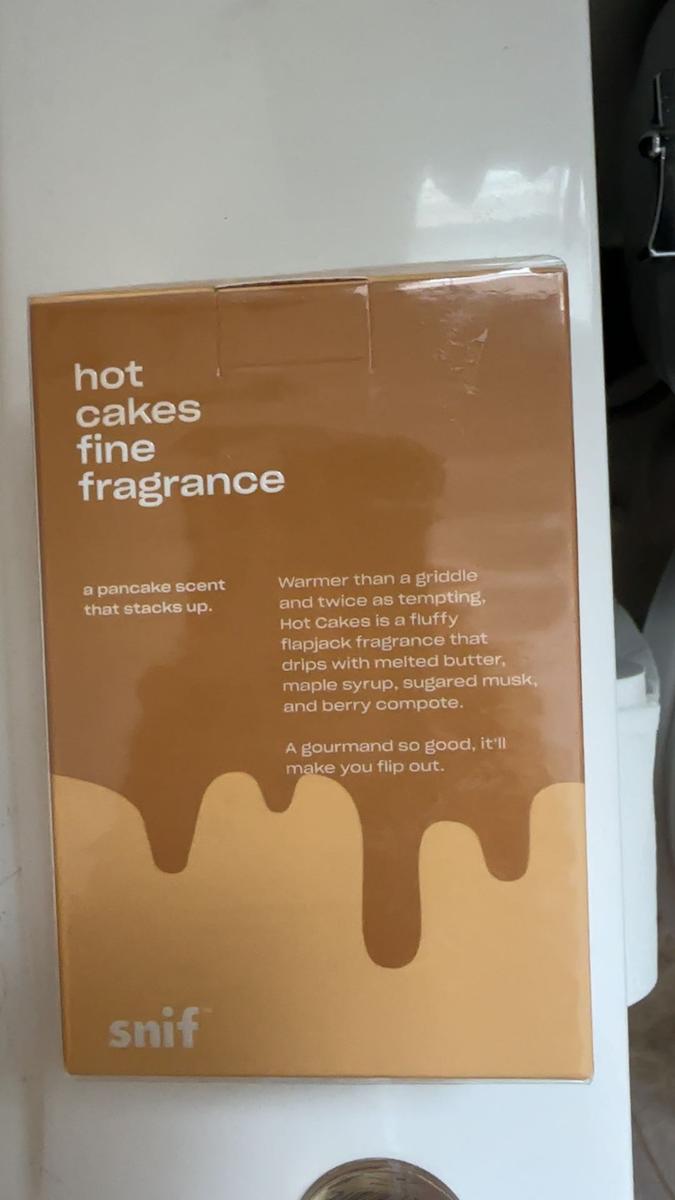 hot
cakes
fine
fragrance
a pancake scent
that stacks up.
Warmer than a griddle
and twice as tempting,
Hot Cakes is a fluffy
flapjack fragrance that
drips with melted butter,
maple syrup, sugared musk,
and berry compote.
A gourmand so good, it'll
make you flip out.
snif™